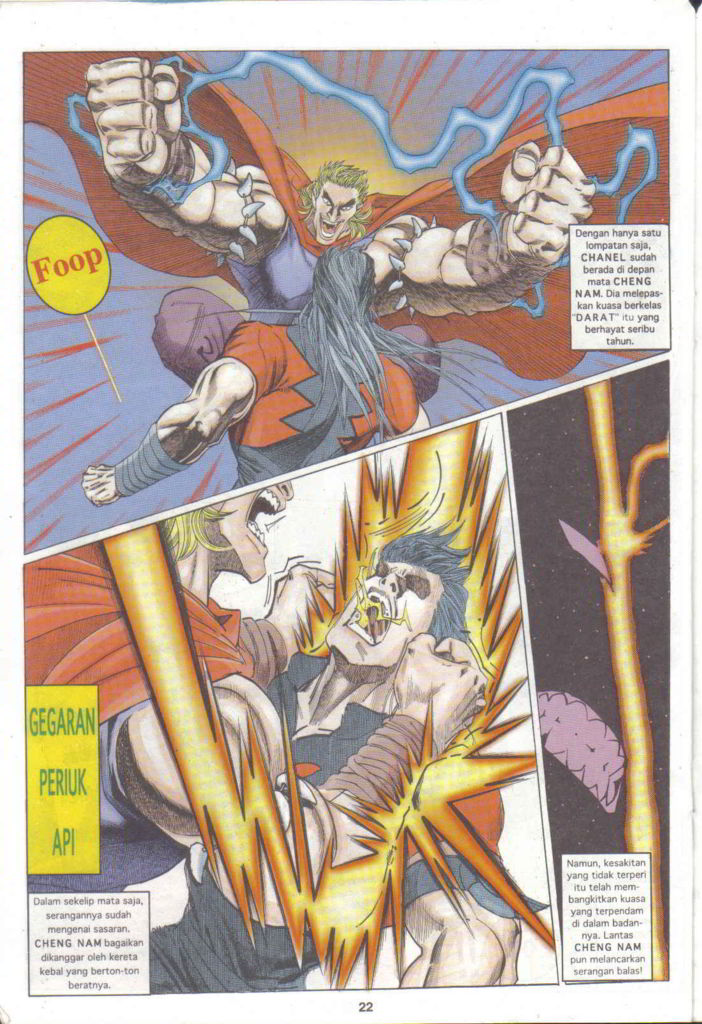 Foop
Dengan hanya satu
lompatan saja,
CHANEL sudah
berada di depan
mata CHENG
NAM. Dia melepas-
kan kuasa berkelas
"DARAT" itu yang
berhayat seribu
tahun.
GEGARAN
PERIUK
API
Dalam sekelip mata saja,
serangannya sudah
mengenai sasaran.
CHENG NAM bagaikan
dikanggar oleh kereta
kebal yang berton-ton
beratnya.
Namun, kesakitan
yang tidak terperi
itu telah mem-
bangkitkan kuasa
yang terpendam
di dalam badan-
nya. Lantas
CHENG NAM
pun melancarkan
serangan balas!
22